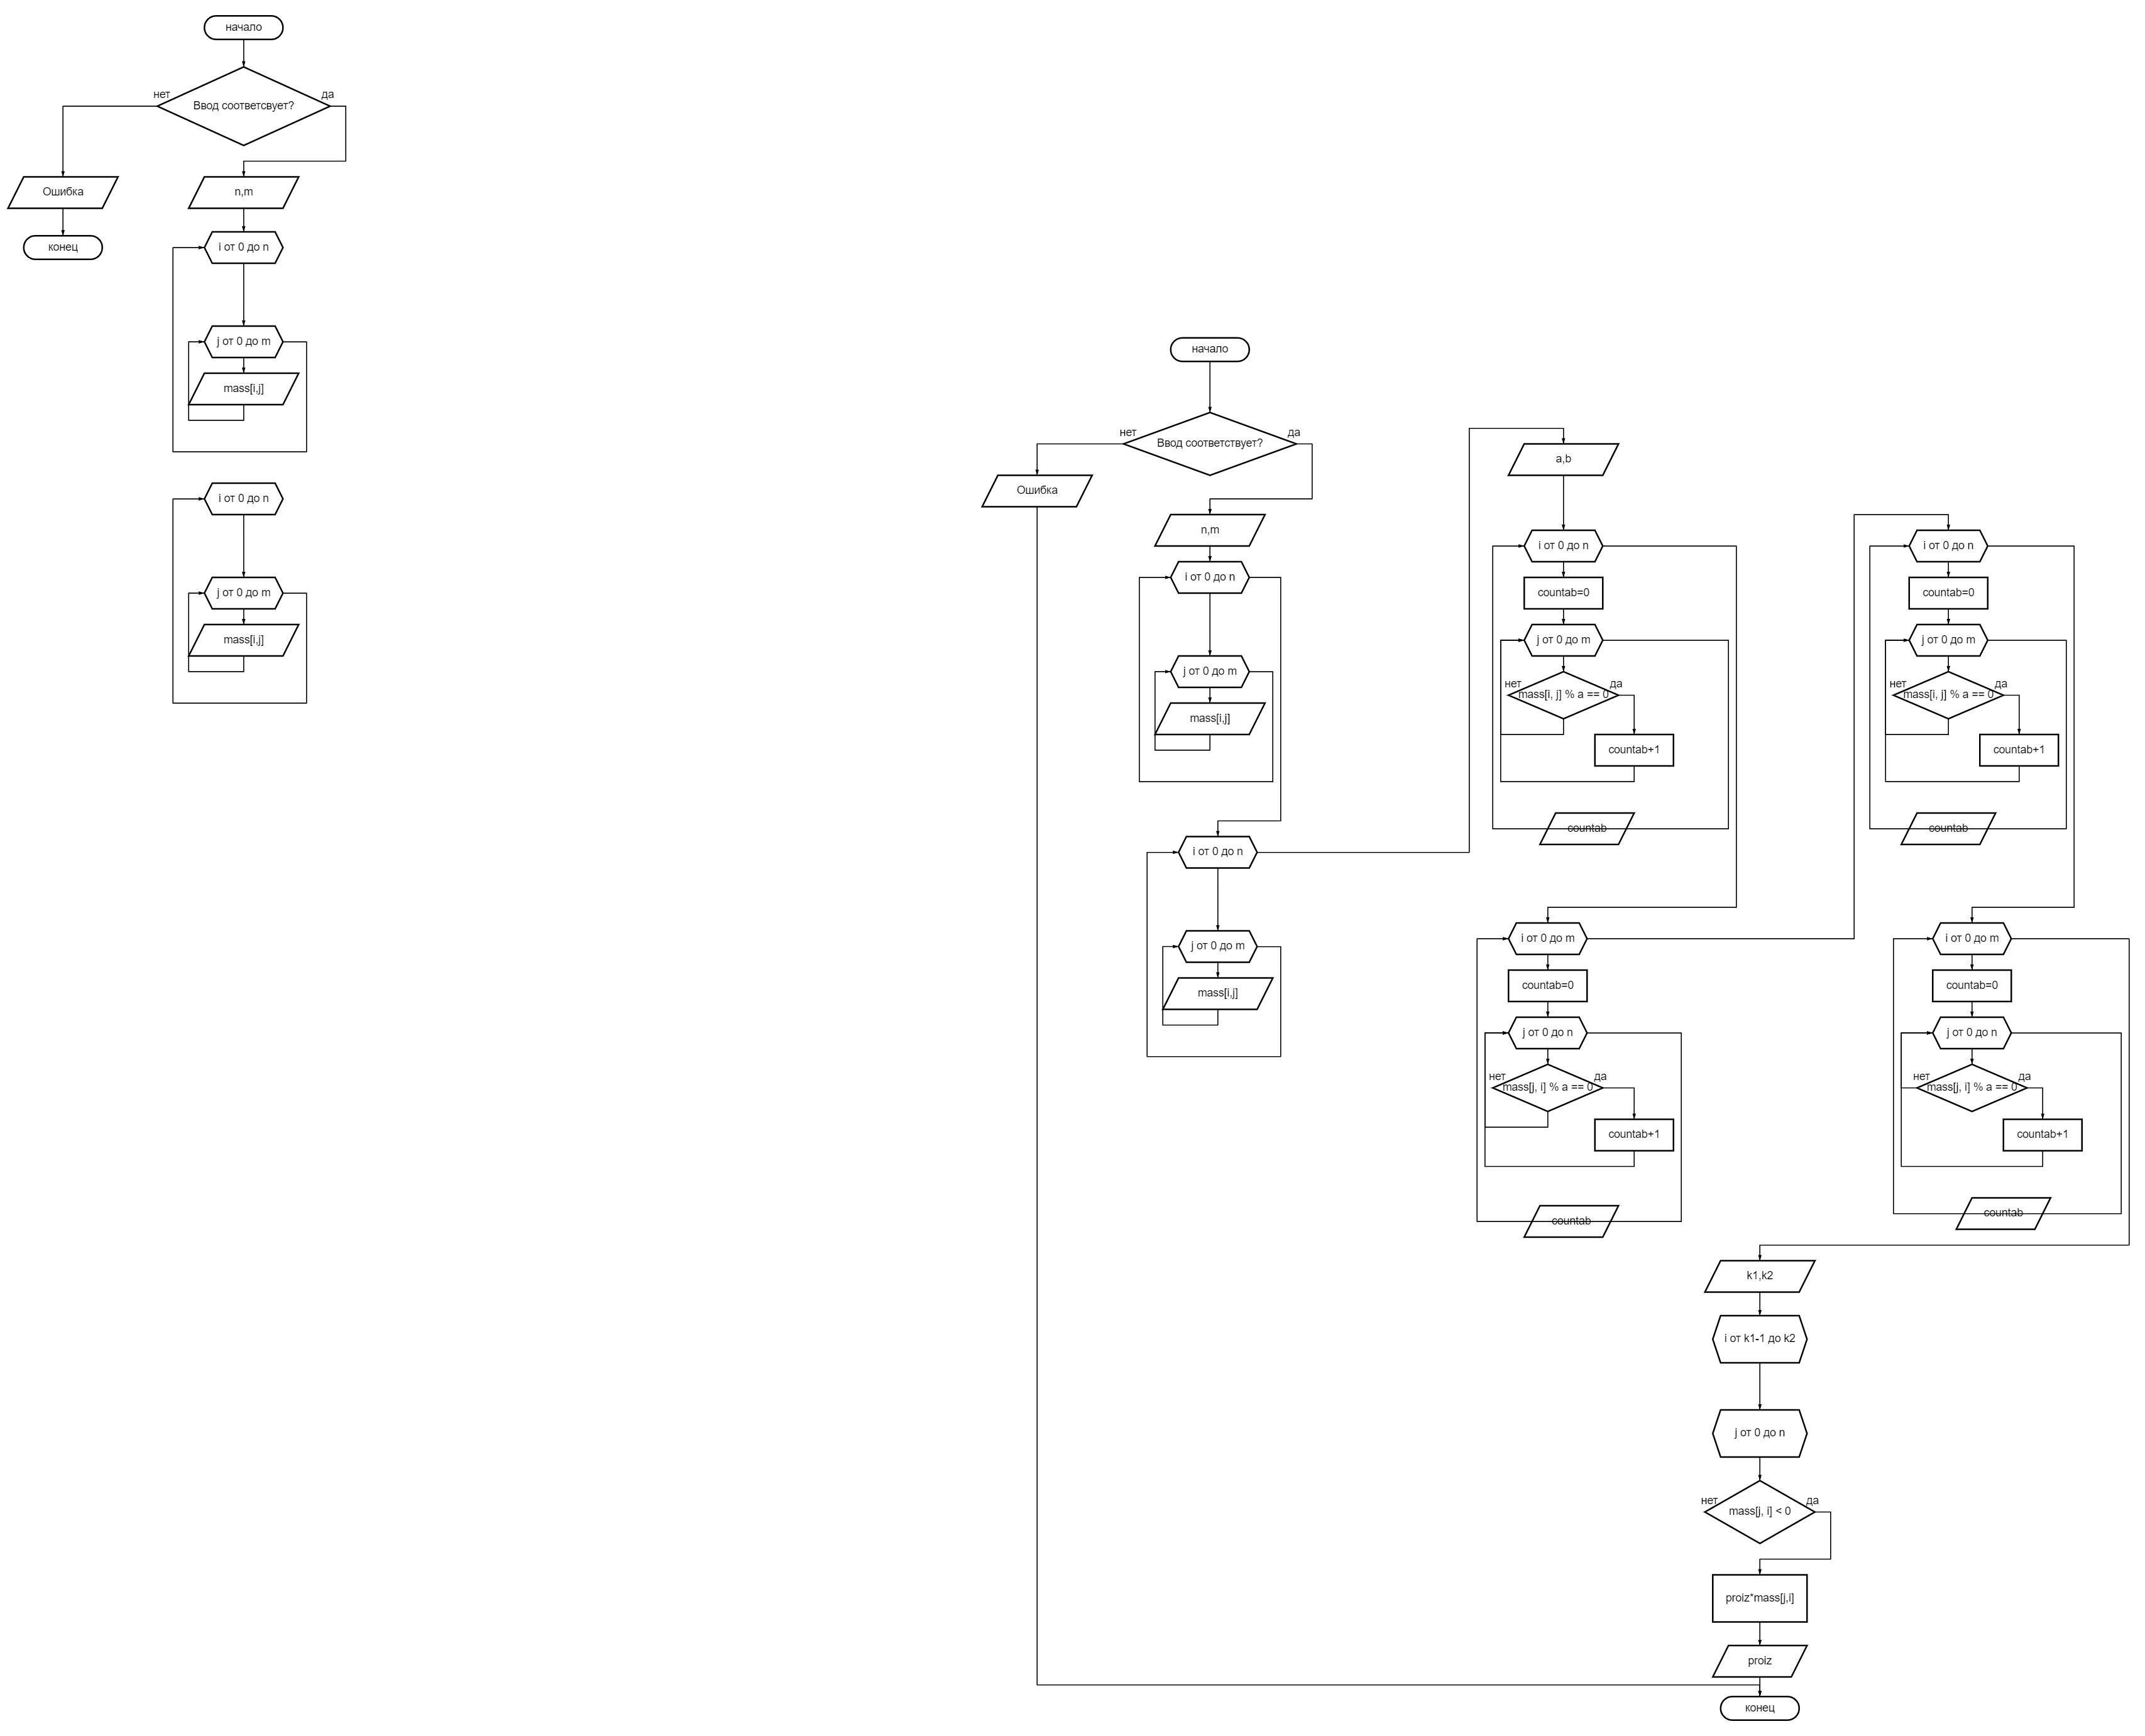 начало
Ввод соответсвует?
нет
да
Ошибка
конец
n,m
i от 0 до n
j от 0 до m
mass[i,j]
i от 0 до n
j от 0 до m
mass[i,j]
начало
Ввод соответствует?
нет
да
Ошибка
n,m
i от 0 до n
j от 0 до m
mass[i,j]
i от 0 до n
j от 0 до m
mass[i,j]
a,b
i от 0 до n
countab=0
j от 0 до m
нет
mass[i, j] % a == 0
да
countab+1
countab
i от 0 до m
countab=0
j от 0 до n
нет
mass[j, i] % a == 0
да
countab+1
countab
i от 0 до n
countab=0
j от 0 до m
нет
mass[i, j] % a == 0
да
countab+1
countab
i от 0 до m
countab=0
j от 0 до n
нет
mass[j, i] % a == 0
да
countab+1
countab
k1,k2
i от k1-1 до k2
j от 0 до n
нет
mass[j, i] < 0
да
proiz*mass[j,i]
proiz
конец